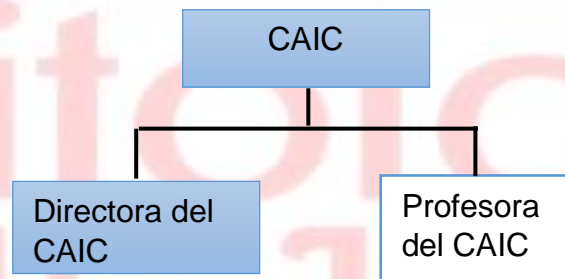 CAIC
Directora del
CAIC
Profesora
del CAIC